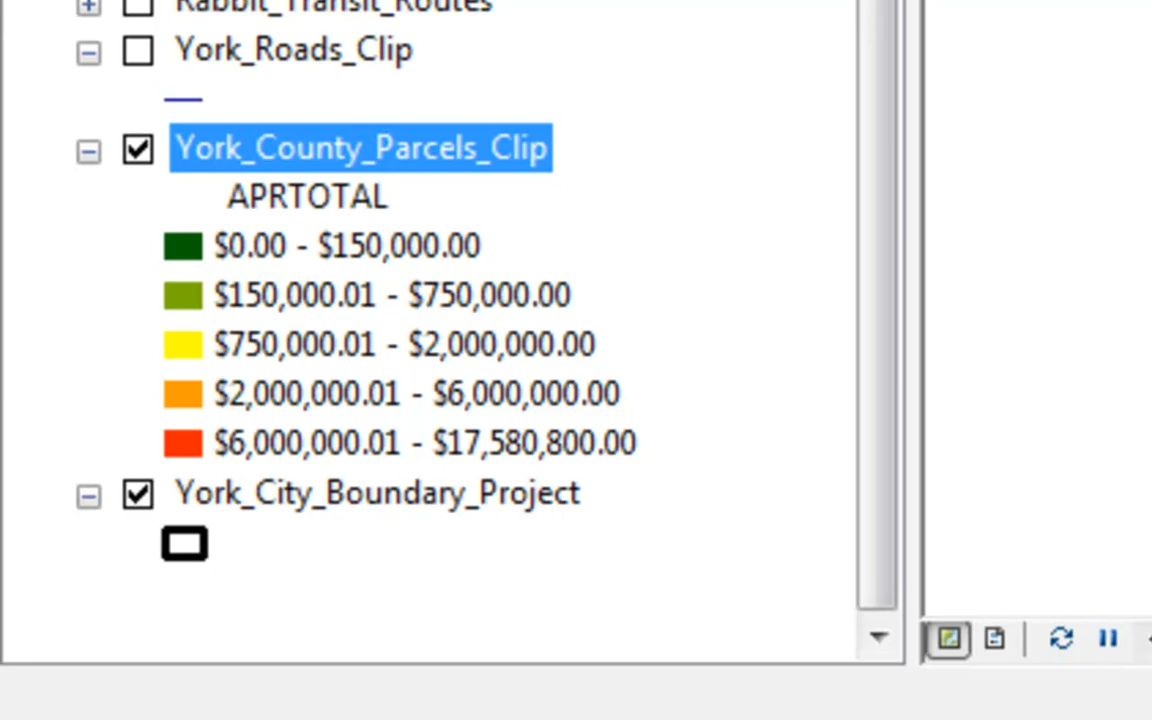 Rabbit_Transit_Routes
York_Roads_Clip
York_County_Parcels_Clip
APRTOTAL
$0.00 - $150,000.00
$150,000.01 - $750,000.00
$750,000.01 - $2,000,000.00
$2,000,000.01 - $6,000,000.00
$6,000,000.01 - $17,580,800.00
York_City_Boundary_Project